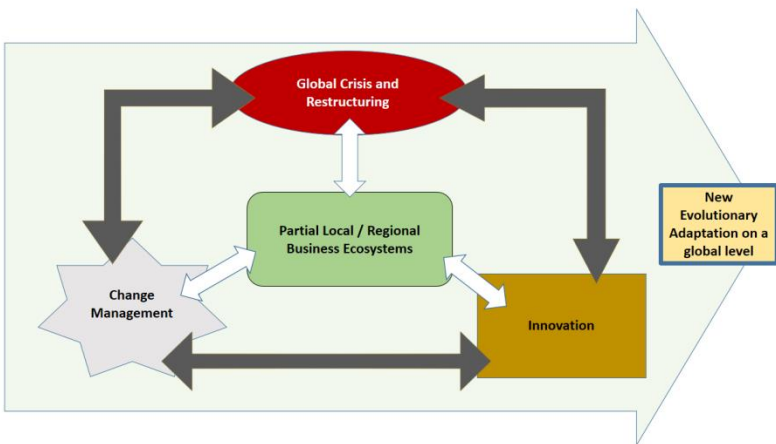 Global Crisis and
Restructuring
Partial Local / Regional
Business Ecosystems
New
Evolutionary
Adaptation on a
global level
Change
Management
Innovation